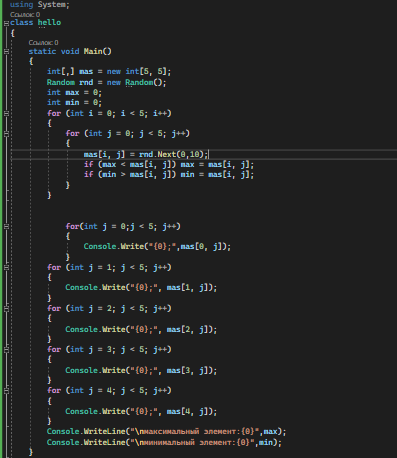 using System;
Ссылок: 0
class hello
{
Ссылок: 0
static void Main()
{
int[,] mas = new int[5, 5];
Random rnd = new Random();
int max = 0;
int min = 0;
for (int i = 0; i < 5; i++)
{
for (int j = 0; j < 5; j++)
{
mas[i, j] = rnd.Next(0,10);
if (max < mas[i, j]) max = mas[i, j];
if (min > mas[i, j]) min = mas[i, j];
}
}
for(int j = 0;j < 5; j++)
{
Console.Write("{0};",mas[0, j]);
}
for (int j = 1; j < 5; j++)
{
Console.Write("{0};", mas[1, j]);
}
for (int j = 2; j < 5; j++)
{
Console.Write("{0};", mas[2, j]);
}
for (int j = 3; j < 5; j++)
{
Console.Write("{0};", mas[3, j]);
}
for (int j = 4; j < 5; j++)
{
Console.Write("{0};", mas[4, j]);
}
Console.WriteLine("\nмаксимальный элемент:{0}",max);
Console.WriteLine("\nминимальный элемент:{0}",min);
}